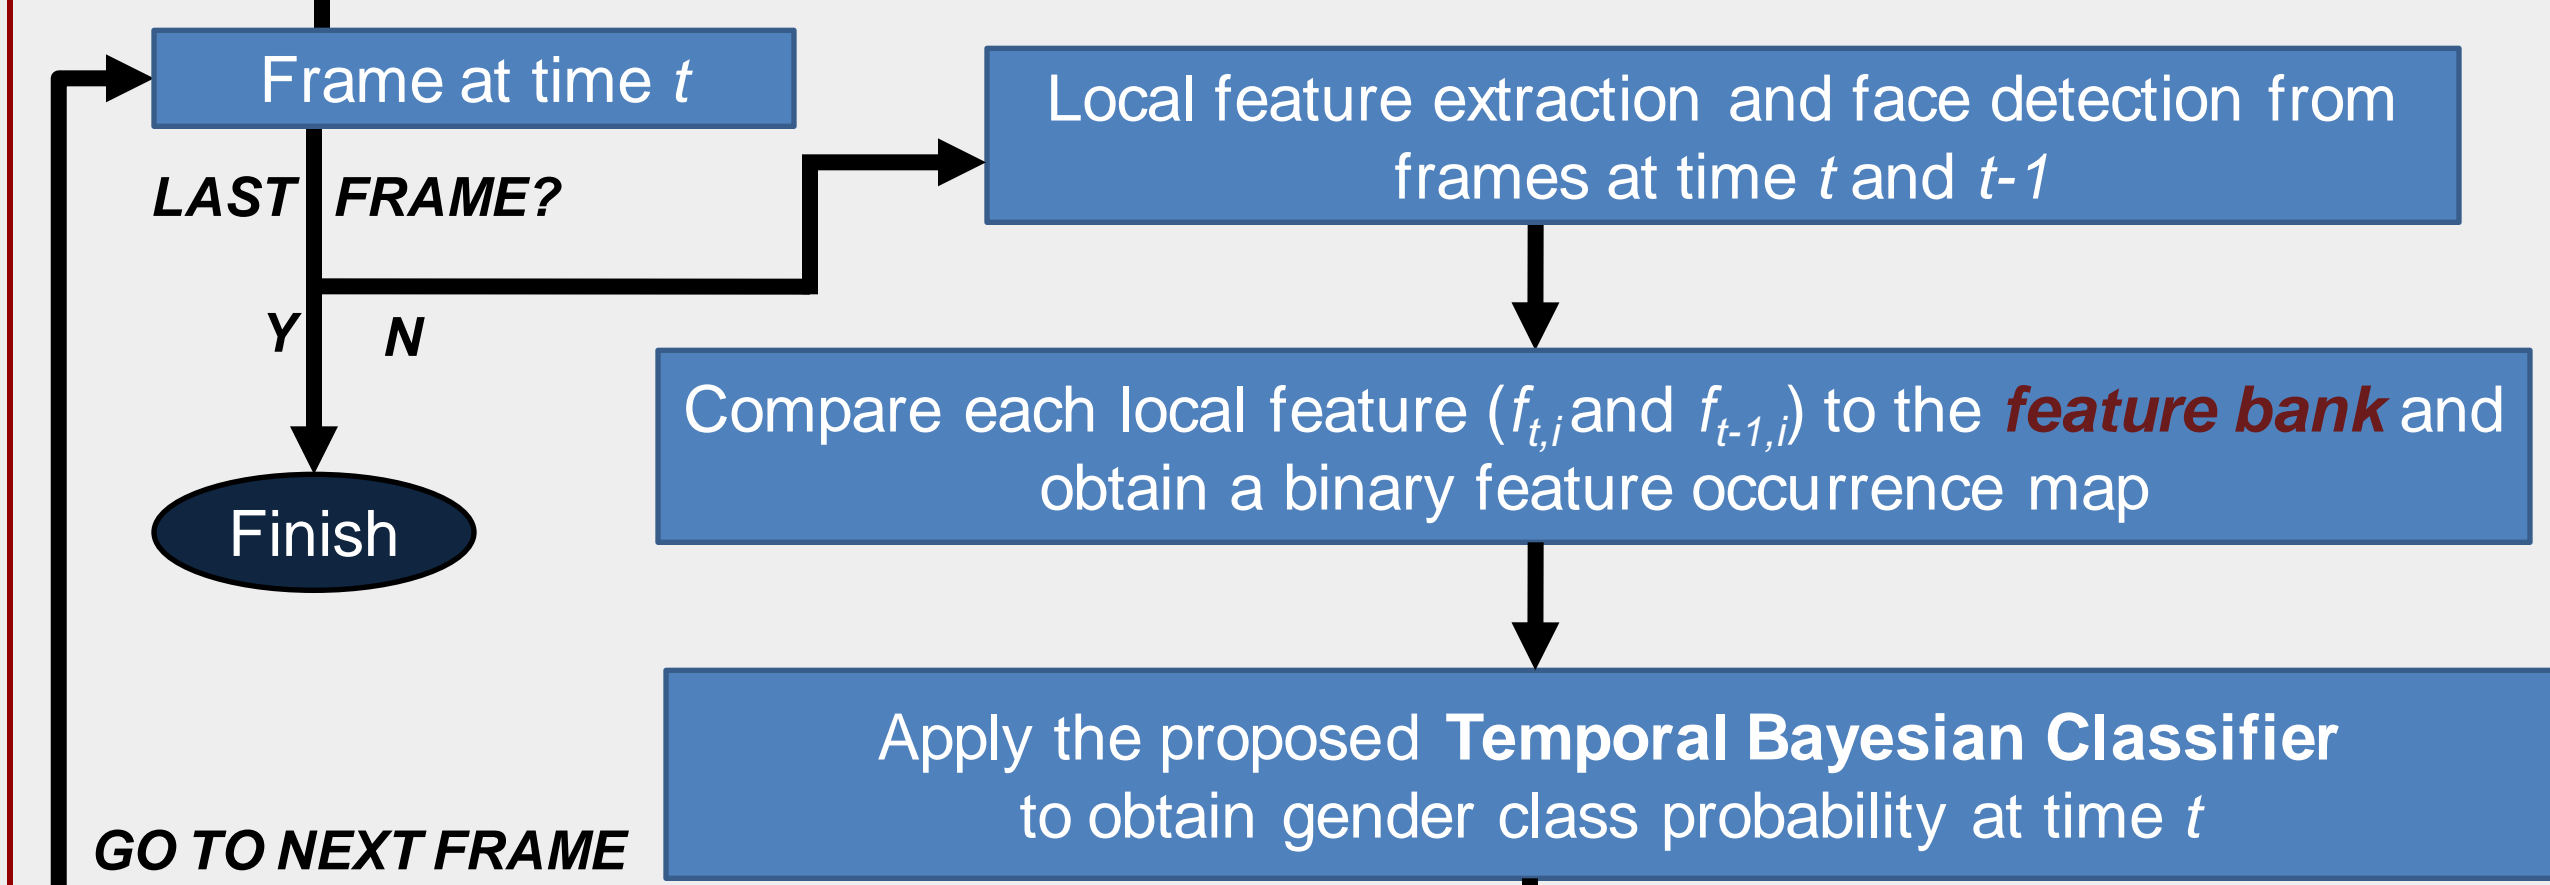 Frame at time t
LAST FRAME?
Y N
Finish
Local feature extraction and face detection from
frames at time t and t-1
Compare each local feature (f_{t,i} and f_{t-1,i}) to the feature bank and
obtain a binary feature occurrence map
Apply the proposed Temporal Bayesian Classifier
to obtain gender class probability at time t
GO TO NEXT FRAME